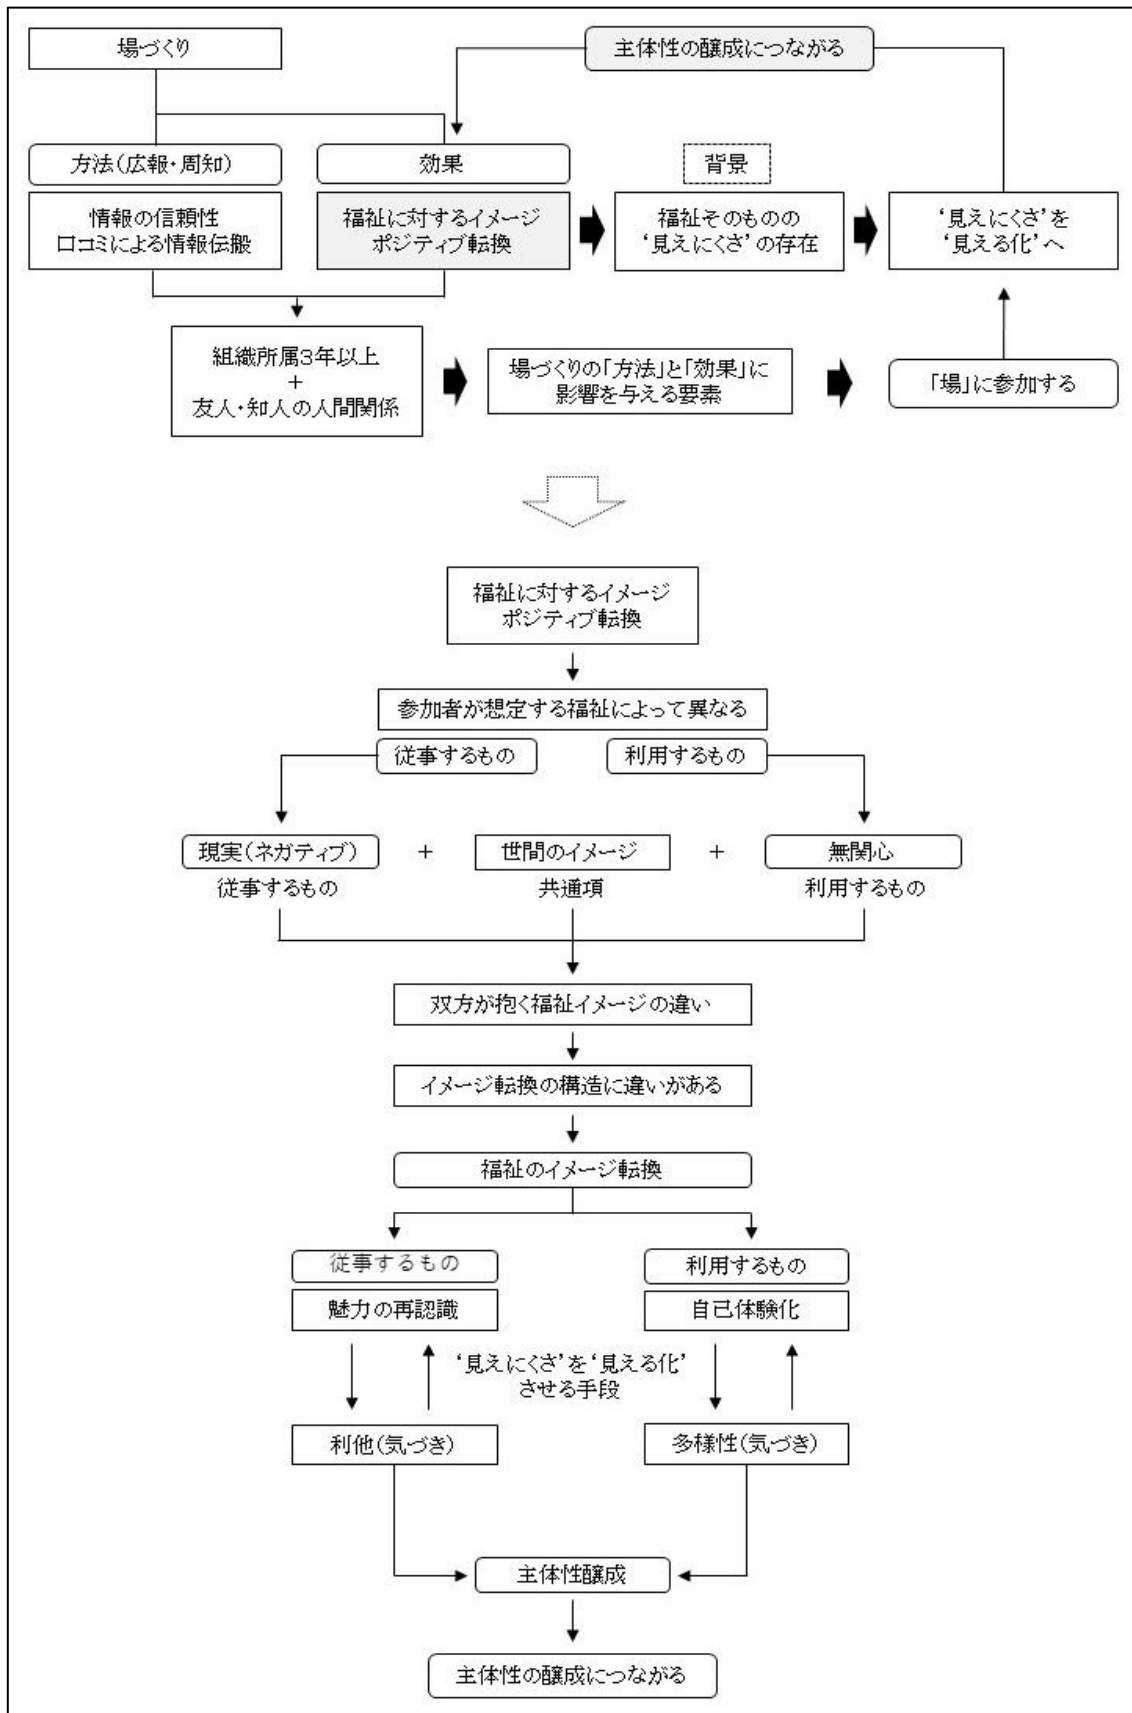 場づくり
主体性の醸成につながる
方法(広報・周知)
効果
背景
情報の信頼性
口コミによる情報伝搬
福祉に対するイメージ
ポジティブ転換
福祉そのものの
‘見えにくさ’の存在
‘見えにくさ’を
‘見える化’へ
組織所属3年以上
+
友人・知人の人間関係
場づくりの「方法」と「効果」に
影響を与える要素
「場」に参加する
福祉に対するイメージ
ポジティブ転換
参加者が想定する福祉によって異なる
従事するもの
利用するもの
現実(ネガティブ)
+
世間のイメージ
+
無関心
従事するもの
共通項
利用するもの
双方が抱く福祉イメージの違い
イメージ転換の構造に違いがある
福祉のイメージ転換
従事するもの
利用するもの
魅力の再認識
自己体験化
‘見えにくさ’を‘見える化’
させる手段
利他(気づき)
多様性(気づき)
主体性醸成
主体性の醸成につながる